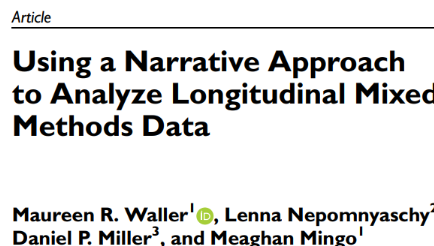 Article
Using a Narrative Approach
to Analyze Longitudinal Mixed
Methods Data
Maureen R. Waller¹ iD, Lenna Nepomnyaschy²
Daniel P. Miller³, and Meaghan Mingo¹